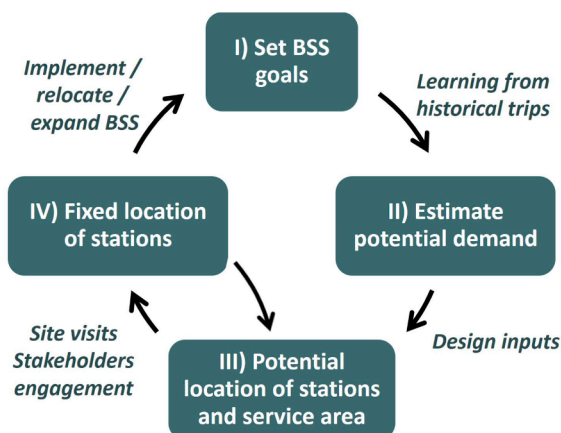 I) Set BSS
goals
Learning from
historical trips
II) Estimate
potential demand
Design inputs
III) Potential
location of stations
and service area
Site visits
Stakeholders
engagement
IV) Fixed location
of stations
Implement /
relocate /
expand BSS